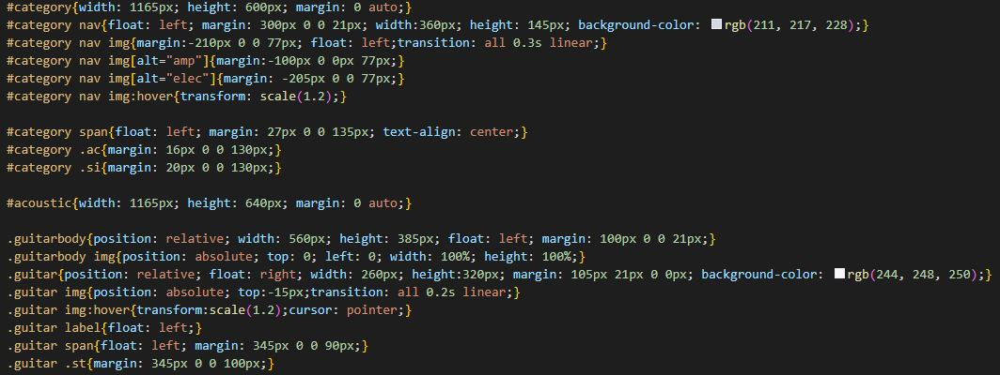 #category{width: 1165px; height: 600px; margin: 0 auto;}
#category nav{float: left; margin: 300px 0 0 21px; width:360px; height: 145px; background-color: rgb(211, 217, 228);}
#category nav img{margin:-210px 0 0 77px; float: left;transition: all 0.3s linear;}
#category nav img[alt="amp"]{margin:-100px 0 0px 77px;}
#category nav img[alt="elec"]{margin: -205px 0 0 77px;}
#category nav img:hover{transform: scale(1.2);}
#category span{float: left; margin: 27px 0 0 135px; text-align: center;}
#category .ac{margin: 16px 0 0 130px;}
#category .si{margin: 20px 0 0 130px;}
#acoustic{width: 1165px; height: 640px; margin: 0 auto;}
.guitarbody{position: relative; width: 560px; height: 385px; float: left; margin: 100px 0 0 21px;}
.guitarbody img{position: absolute; top: 0; left: 0; width: 100%; height: 100%;}
.guitar{position: relative; float: right; width: 260px; height:320px; margin: 105px 21px 0 0px; background-color: rgb(244, 248, 250);}
.guitar img{position: absolute; top:-15px;transition: all 0.2s linear;}
.guitar img:hover{transform:scale(1.2);cursor: pointer;}
.guitar label{float: left;}
.guitar span{float: left; margin: 345px 0 0 90px;}
.guitar .st{margin: 345px 0 0 100px;}